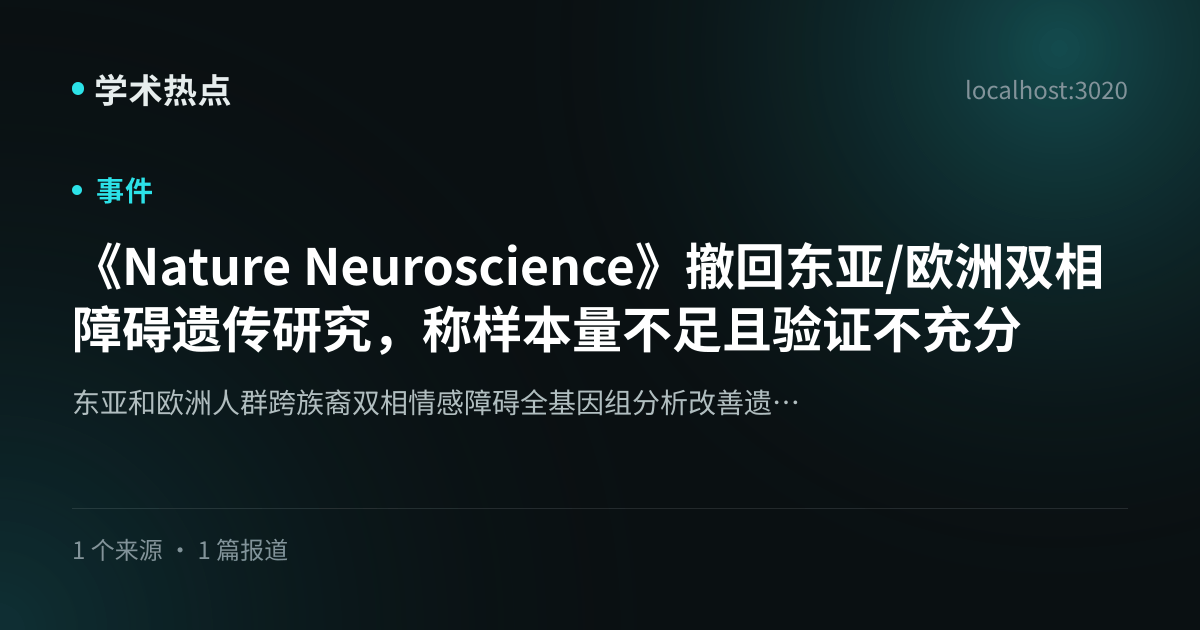 学术热点
localhost:3020
事件
《Nature Neuroscience》撤回东亚/欧洲双相
障碍遗传研究，称样本量不足且验证不充分
东亚和欧洲人群跨族裔双相情感障碍全基因组分析改善遗…
1 个来源 · 1 篇报道